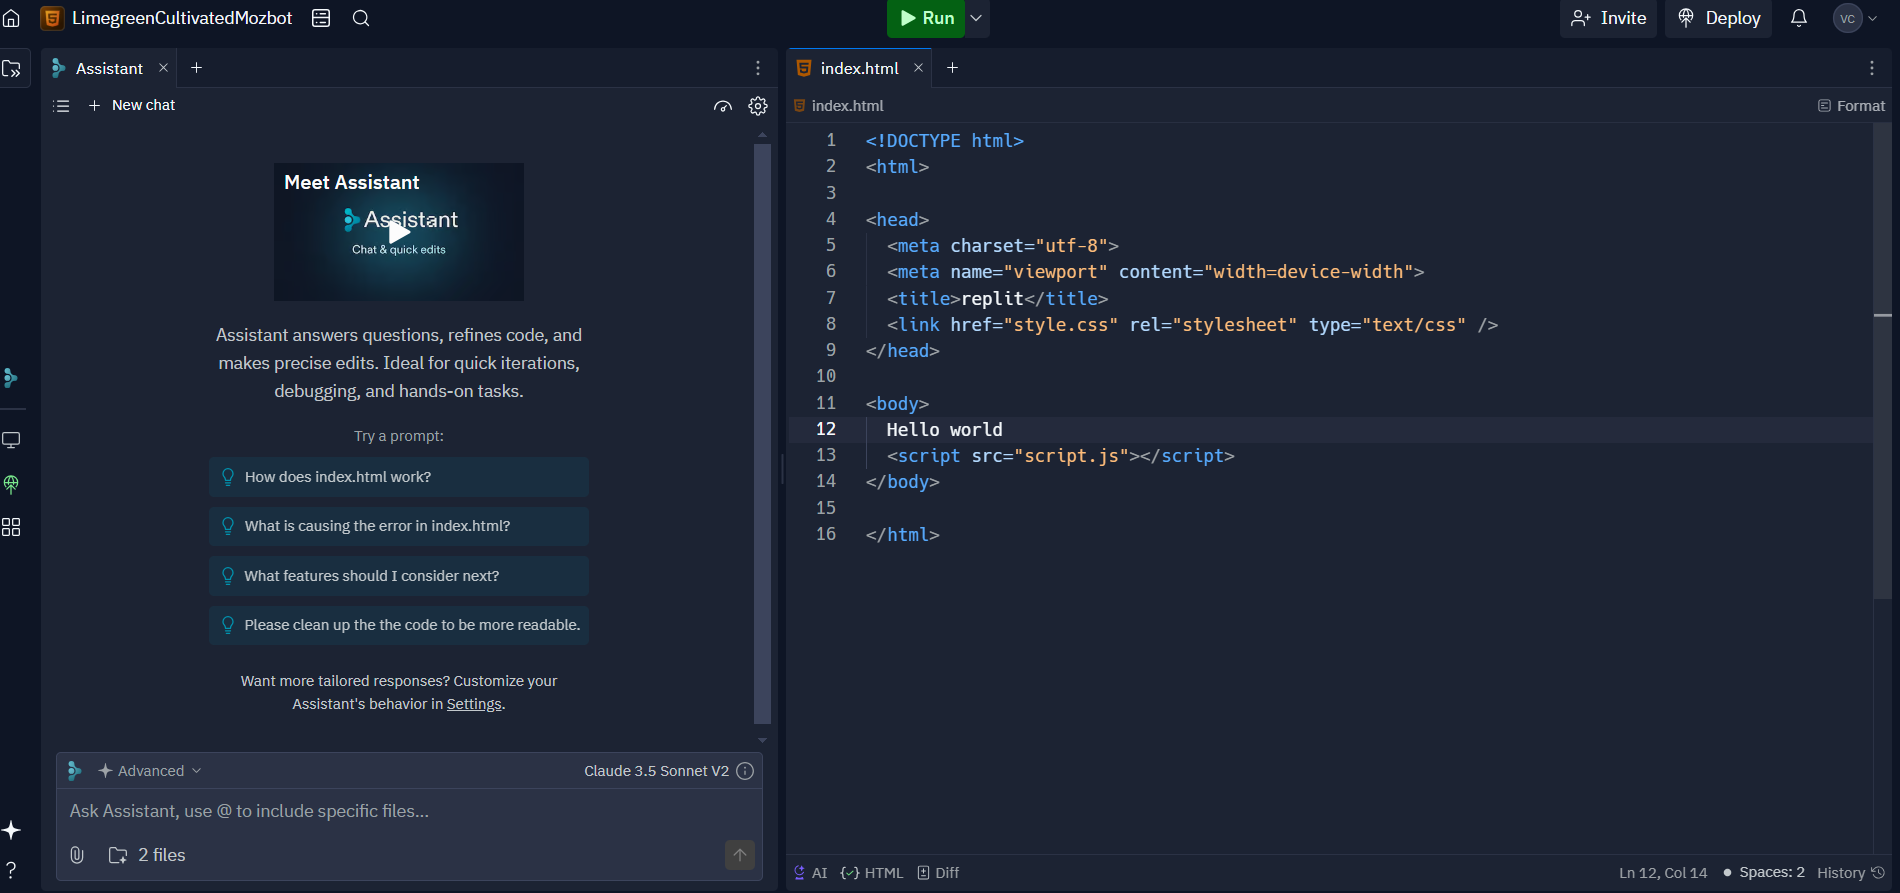 LimegreenCultivatedMozbot
Run
Invite
Deploy
VC
Assistant
New chat
Meet Assistant
Assistant
Chat & quick edits
Assistant answers questions, refines code, and
makes precise edits. Ideal for quick iterations,
debugging, and hands-on tasks.
Try a prompt:
How does index.html work?
What is causing the error in index.html?
What features should I consider next?
Please clean up the the code to be more readable.
Want more tailored responses? Customize your
Assistant's behavior in Settings.
Advanced
Claude 3.5 Sonnet V2
Ask Assistant, use @ to include specific files...
2 files
index.html
index.html
Format
1 <!DOCTYPE html>
2 <html>
3
4 <head>
5 <meta charset="utf-8">
6 <meta name="viewport" content="width=device-width">
7 <title>replit</title>
8 <link href="style.css" rel="stylesheet" type="text/css" />
9 </head>
10
11 <body>
12 Hello world
13 <script src="script.js"></script>
14 </body>
15
16 </html>
AI
HTML
Diff
Ln 12, Col 14
Spaces: 2
History